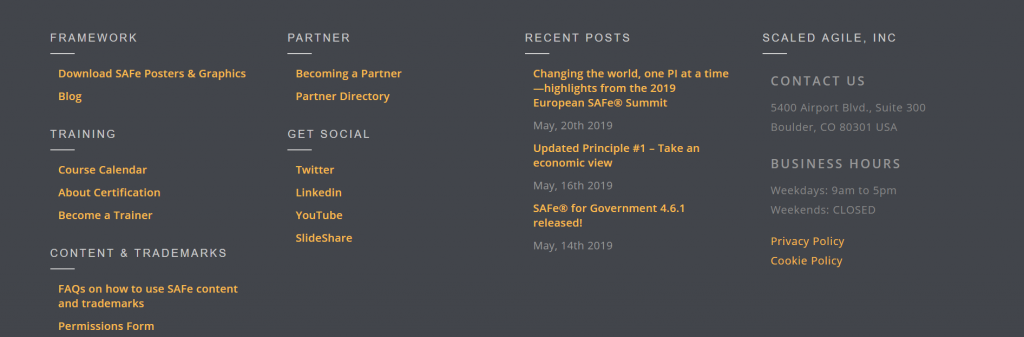 FRAMEWORK
Download SAFe Posters & Graphics
Blog
TRAINING
Course Calendar
About Certification
Become a Trainer
CONTENT & TRADEMARKS
FAQs on how to use SAFe content
and trademarks
Permissions Form
PARTNER
Becoming a Partner
Partner Directory
GET SOCIAL
Twitter
Linkedin
YouTube
SlideShare
RECENT POSTS
Changing the world, one PI at a time
—highlights from the 2019
European SAFe® Summit
May, 20th 2019
Updated Principle #1 – Take an
economic view
May, 16th 2019
SAFe® for Government 4.6.1
released!
May, 14th 2019
SCALED AGILE, INC
CONTACT US
5400 Airport Blvd., Suite 300
Boulder, CO 80301 USA
BUSINESS HOURS
Weekdays: 9am to 5pm
Weekends: CLOSED
Privacy Policy
Cookie Policy